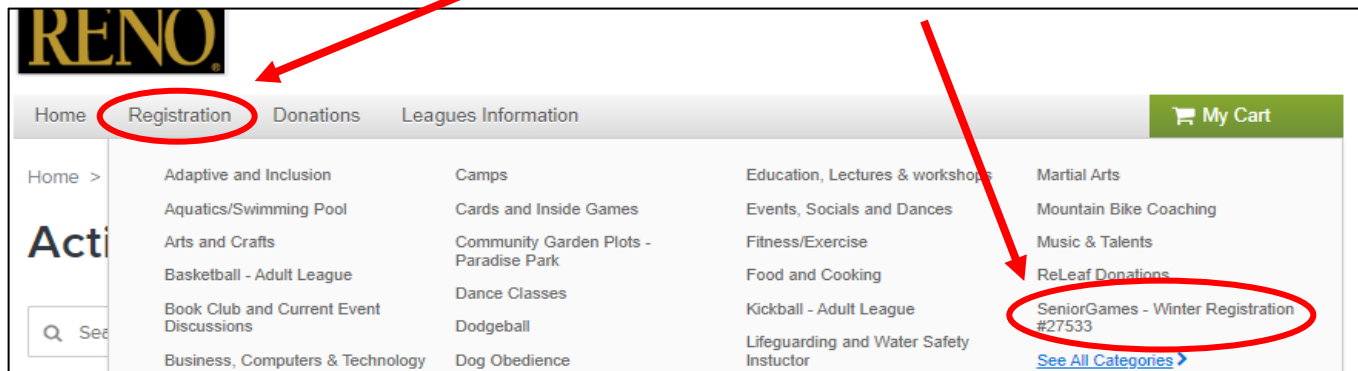 RENO®
Home Registration Donations Leagues Information My Cart
Home >
Acti
Sea
Adaptive and Inclusion
Aquatics/Swimming Pool
Arts and Crafts
Basketball - Adult League
Book Club and Current Event
Discussions
Business, Computers & Technology
Camps
Cards and Inside Games
Community Garden Plots -
Paradise Park
Dance Classes
Dodgeball
Dog Obedience
Education, Lectures & workshops
Events, Socials and Dances
Fitness/Exercise
Food and Cooking
Kickball - Adult League
Lifeguarding and Water Safety
Instuctor
Martial Arts
Mountain Bike Coaching
Music & Talents
ReLeaf Donations
SeniorGames - Winter Registration
#27533
See All Categories >